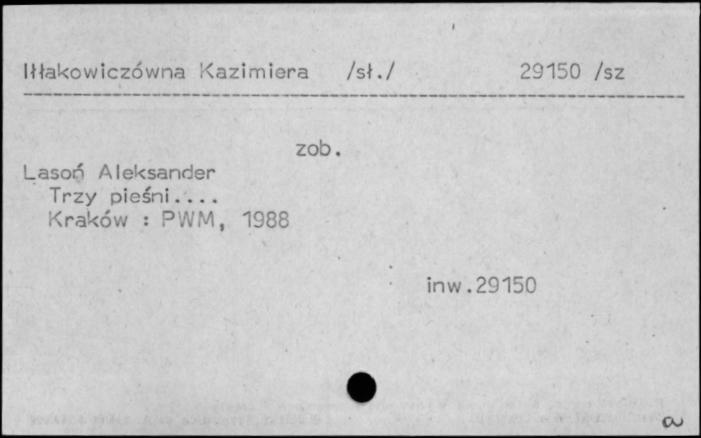 Iłłakowiczówna Kazimiera /sł./ 29150 /sz
zob.
Lasoń Aleksander
Trzy pieśni....
Kraków : PWM, 1988
inw.29150